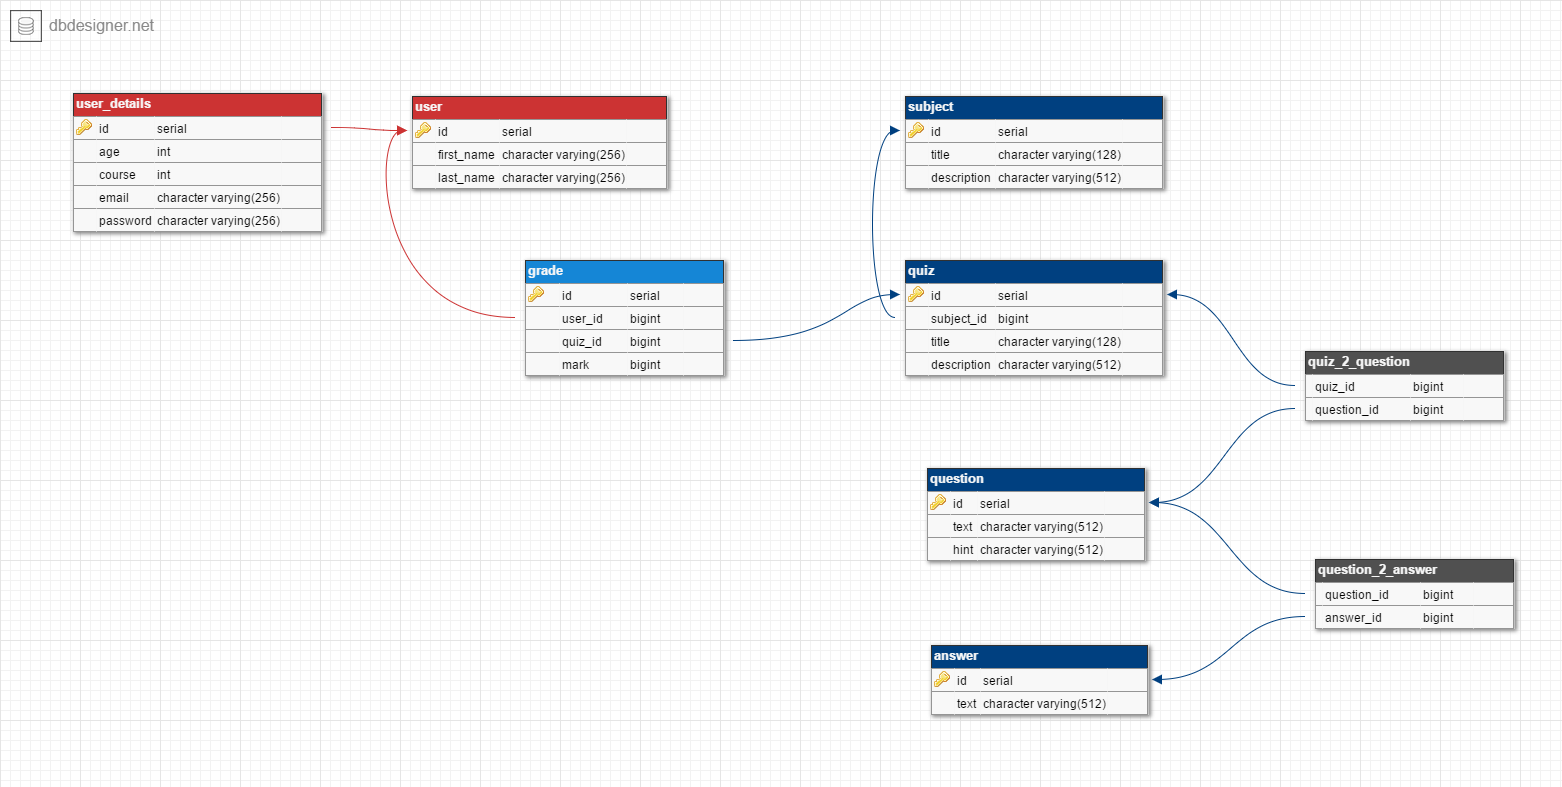 dbdesigner.net
user_details
id serial
age int
course int
email character varying(256)
password character varying(256)
user
id serial
first_name character varying(256)
last_name character varying(256)
subject
id serial
title character varying(128)
description character varying(512)
grade
id serial
user_id bigint
quiz_id bigint
mark bigint
quiz
id serial
subject_id bigint
title character varying(128)
description character varying(512)
quiz_2_question
quiz_id bigint
question_id bigint
question
id serial
text character varying(512)
hint character varying(512)
question_2_answer
question_id bigint
answer_id bigint
answer
id serial
text character varying(512)